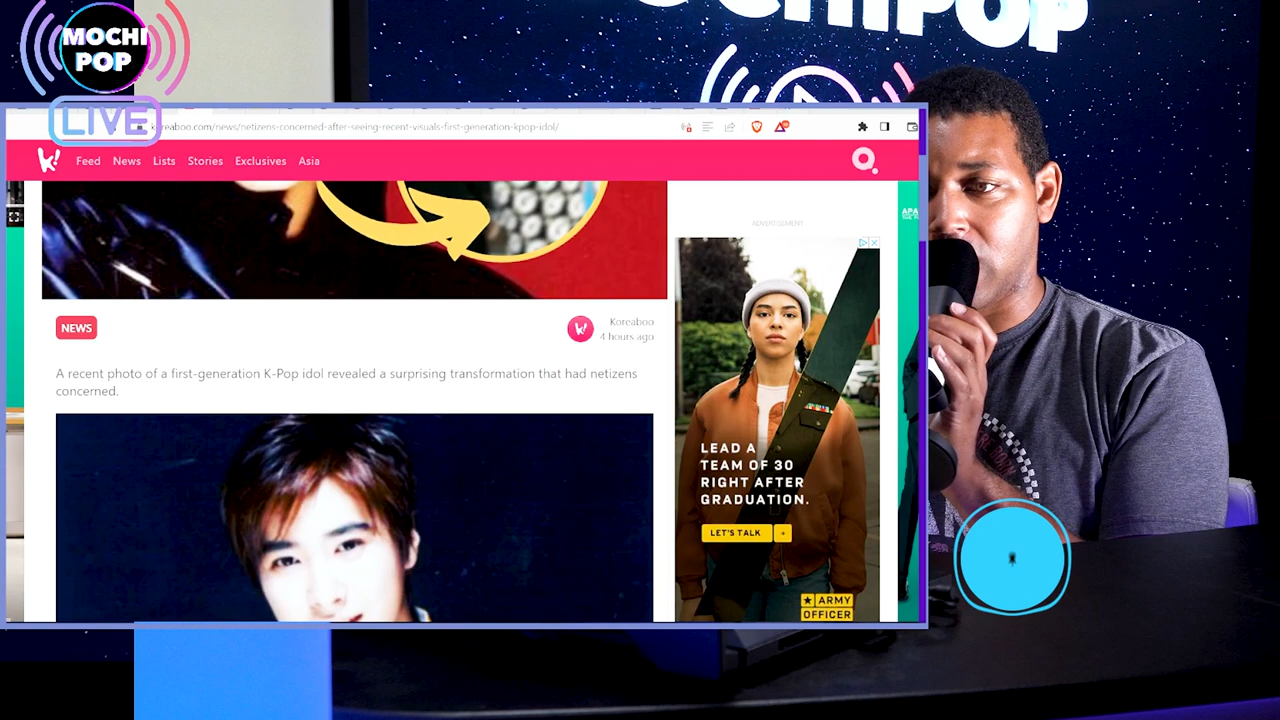 MOCHI
POP
LIVE
CHIPOP
koreaboo.com/news/netizens-concerned-after-seeing-recent-visuals-first-generation-kpop-idol/
k!
Feed News Lists Stories Exclusives Asia
ADVERTISEMENT
NEWS
k!
Koreaboo
4 hours ago
A recent photo of a first-generation K-Pop idol revealed a surprising transformation that had netizens
concerned.
LEAD A
TEAM OF 30
RIGHT AFTER
GRADUATION.
LET'S TALK +
ARMY
OFFICER